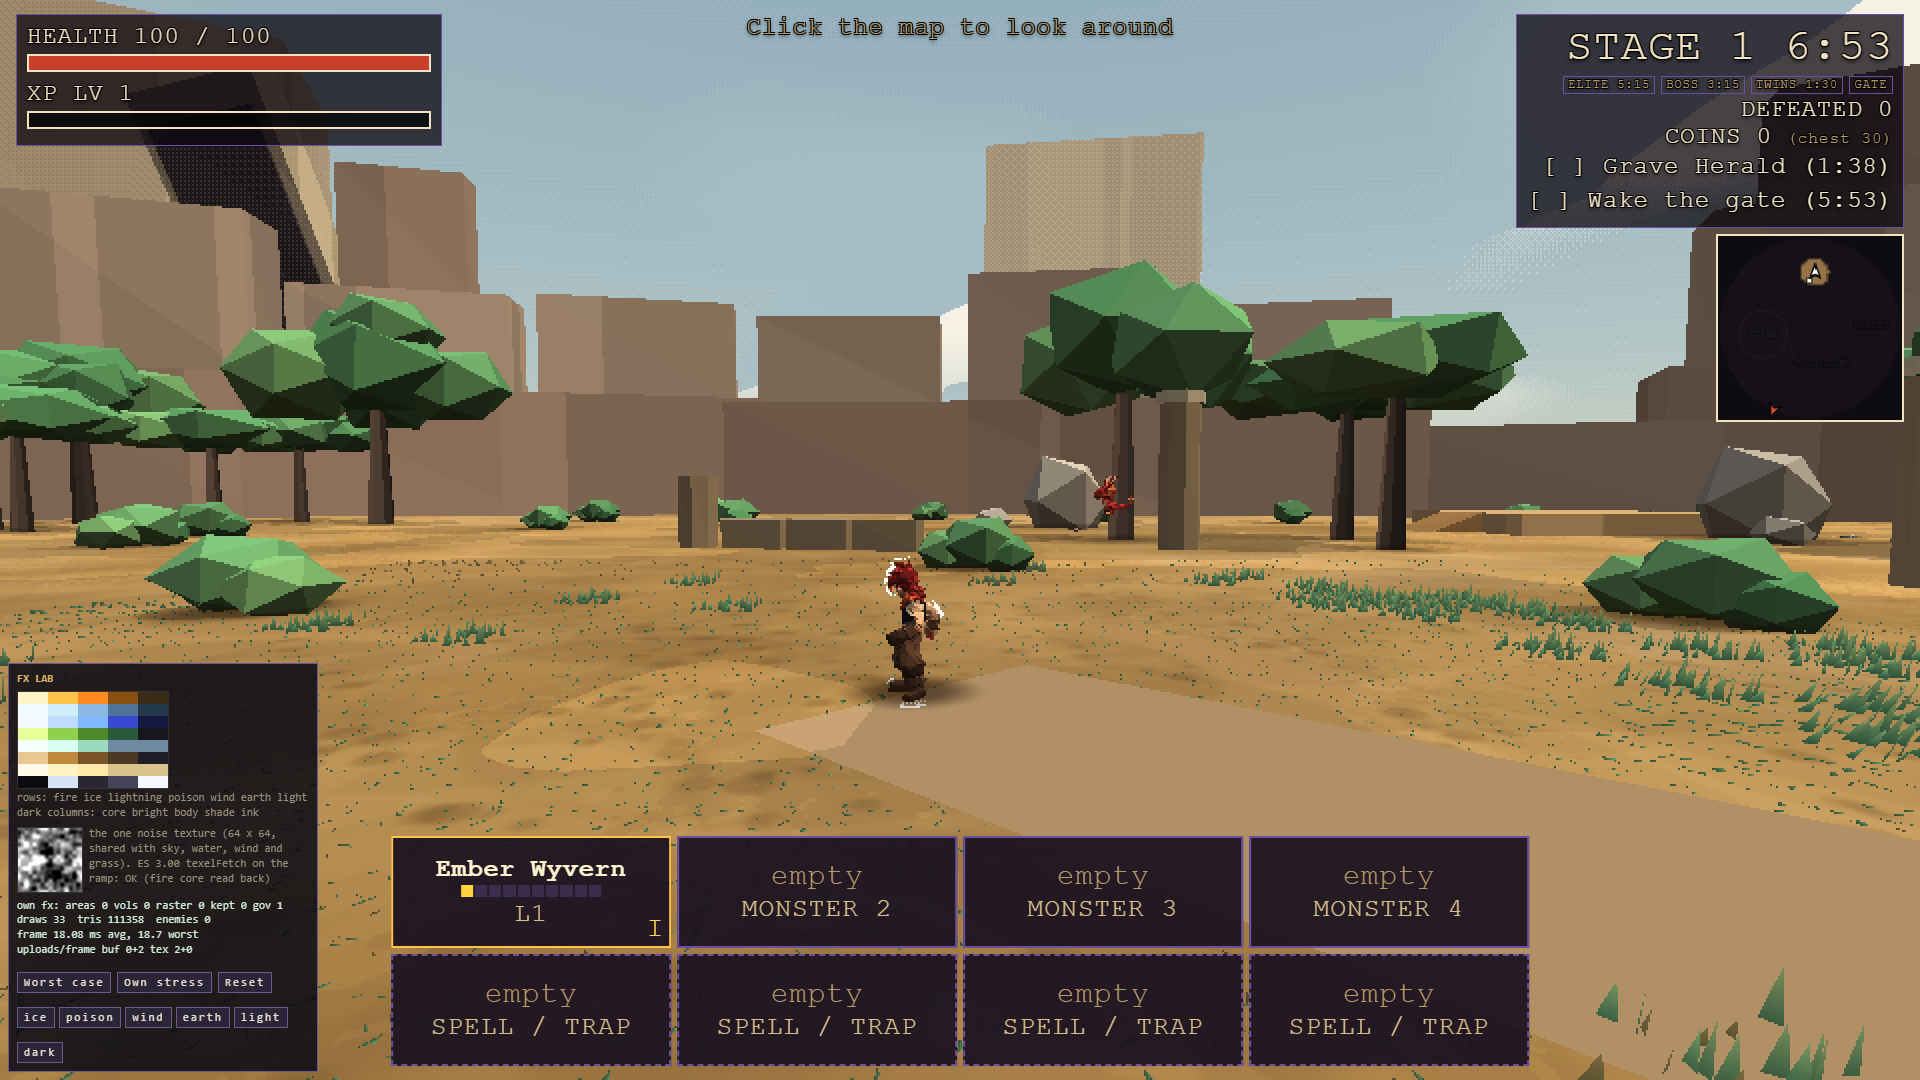 HEALTH 100 / 100
XP LV 1
Click the map to look around
STAGE 1 6:53
ELITE 5:15 BOSS 3:15 TWINS 1:30 GATE
DEFEATED 0
COINS 0 (chest 30)
[ ] Grave Herald (1:38)
[ ] Wake the gate (5:53)
FX LAB
rows: fire ice lightning poison wind earth light
dark columns: core bright body shade ink
the one noise texture (64 x 64,
shared with sky, water, wind and
grass). ES 3.00 texelFetch on the
ramp: OK (fire core read back)
own fx: areas 0 vols 0 raster 0 kept 0 gov 1
draws 33 tris 111358 enemies 0
frame 18.08 ms avg, 18.7 worst
uploads/frame buf 0+2 tex 2+0
Worst case Own stress Reset
ice poison wind earth light
dark
Ember Wyvern
L1
I
empty
MONSTER 2
empty
MONSTER 3
empty
MONSTER 4
empty
SPELL / TRAP
empty
SPELL / TRAP
empty
SPELL / TRAP
empty
SPELL / TRAP